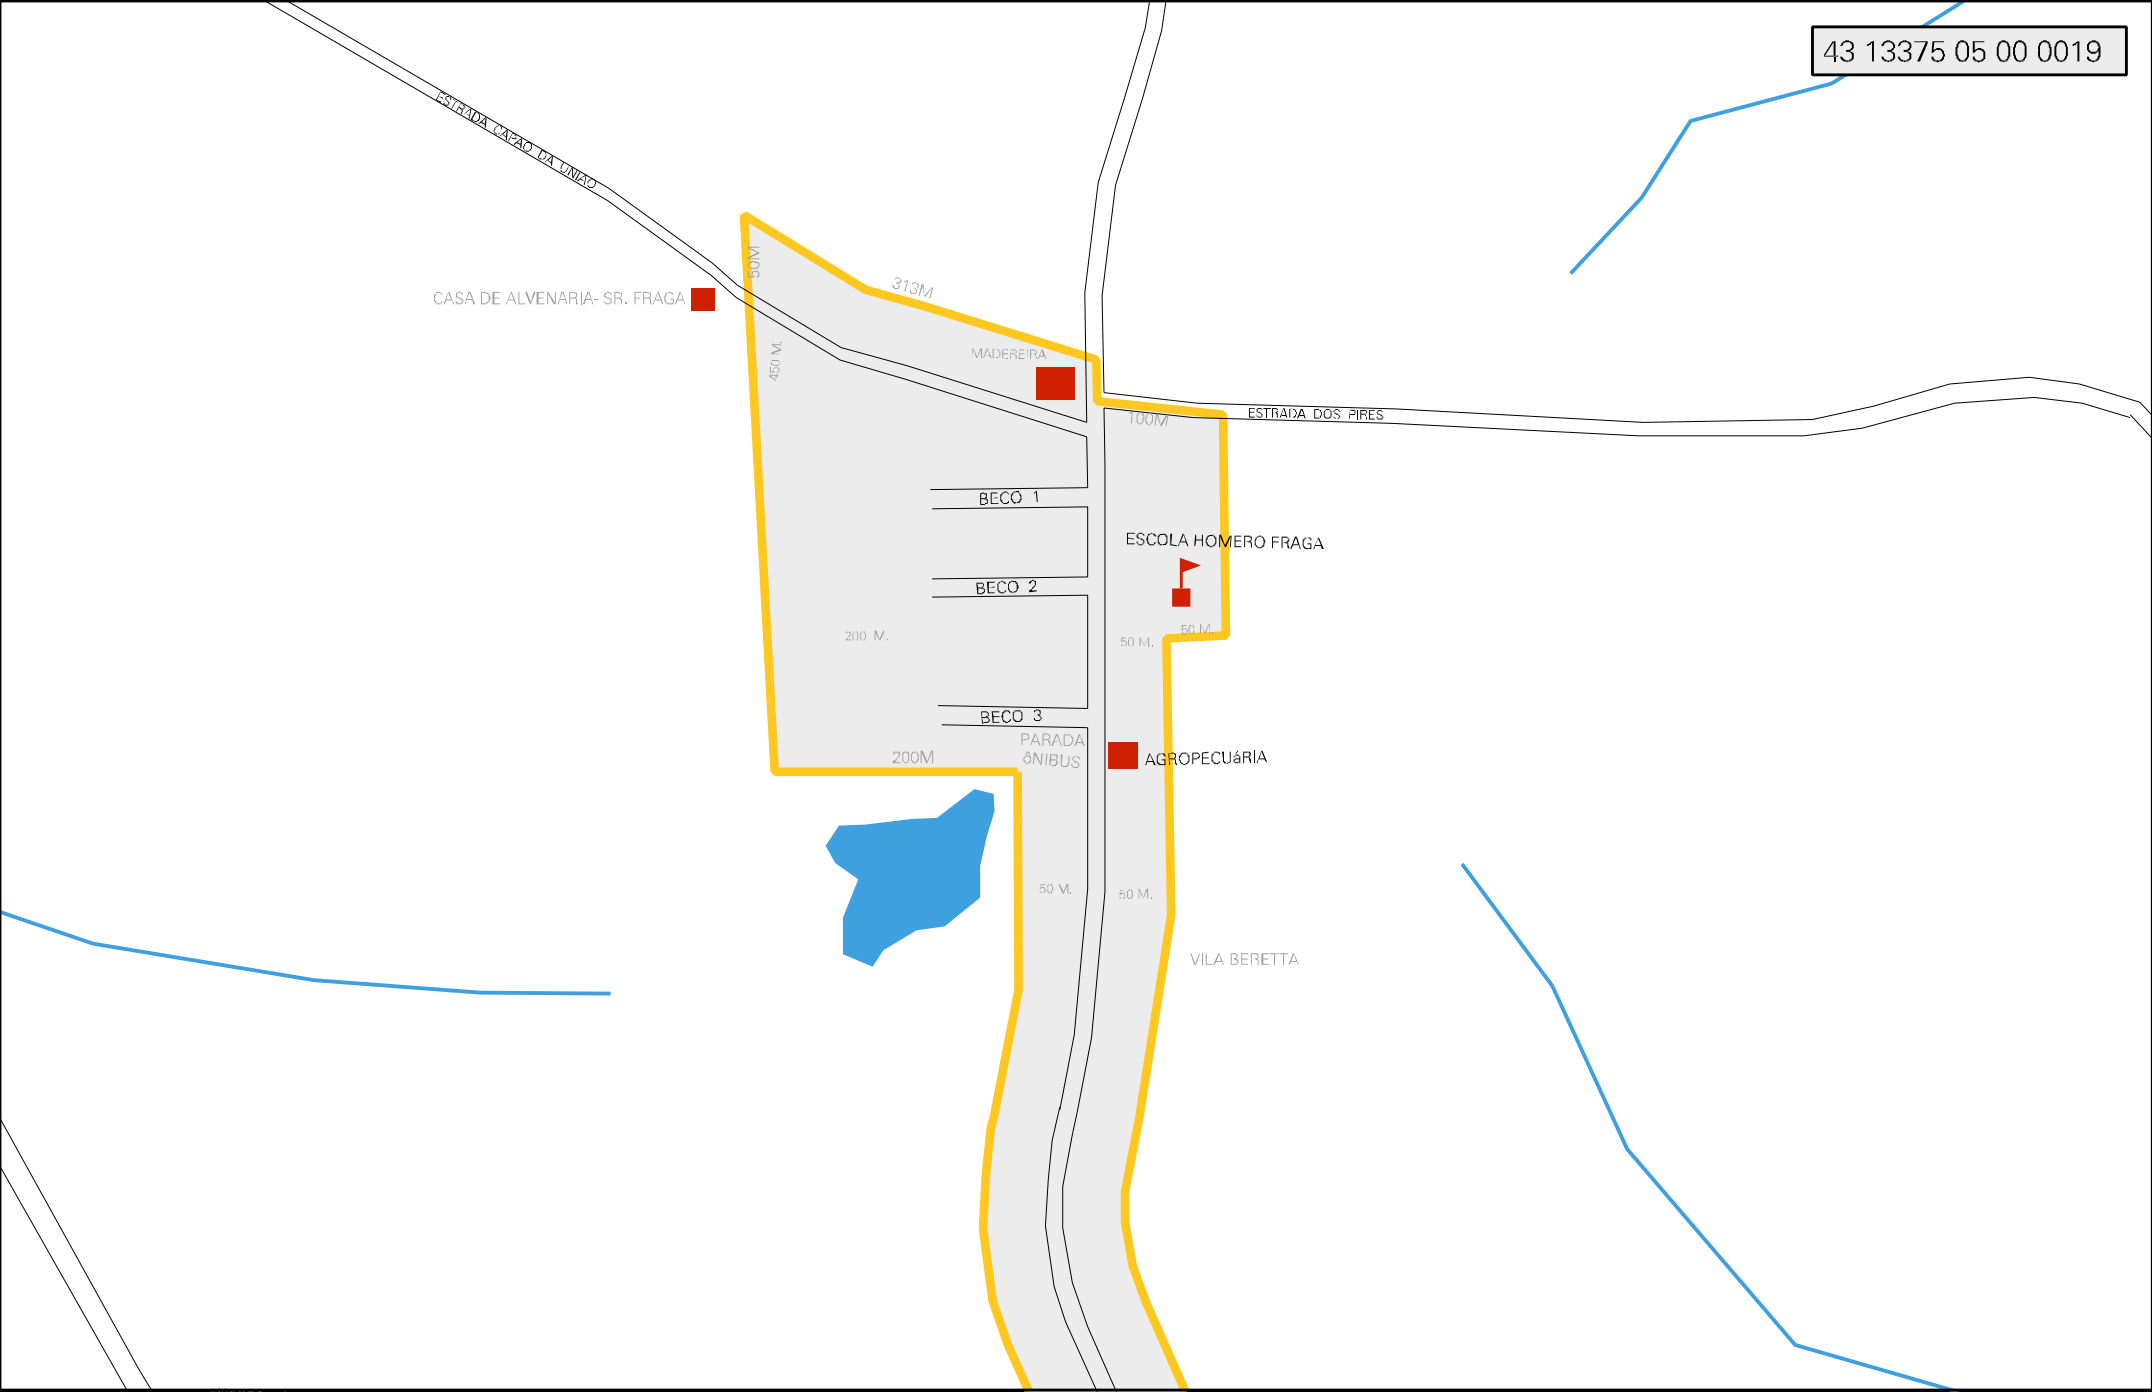 43 13375 05 00 0019
ESTRADA CAPAO DA UNIAO
50M
313M
CASA DE ALVENARIA- SR. FRAGA
450 M.
MADEREIRA
100M
ESTRADA DOS PIRES
BECO 1
ESCOLA HOMERO FRAGA
BECO 2
200 M.
50 M.
50 M.
BECO 3
PARADA
ôNIBUS
200M
AGROPECUáRIA
50 M.
50 M.
VILA BERETTA